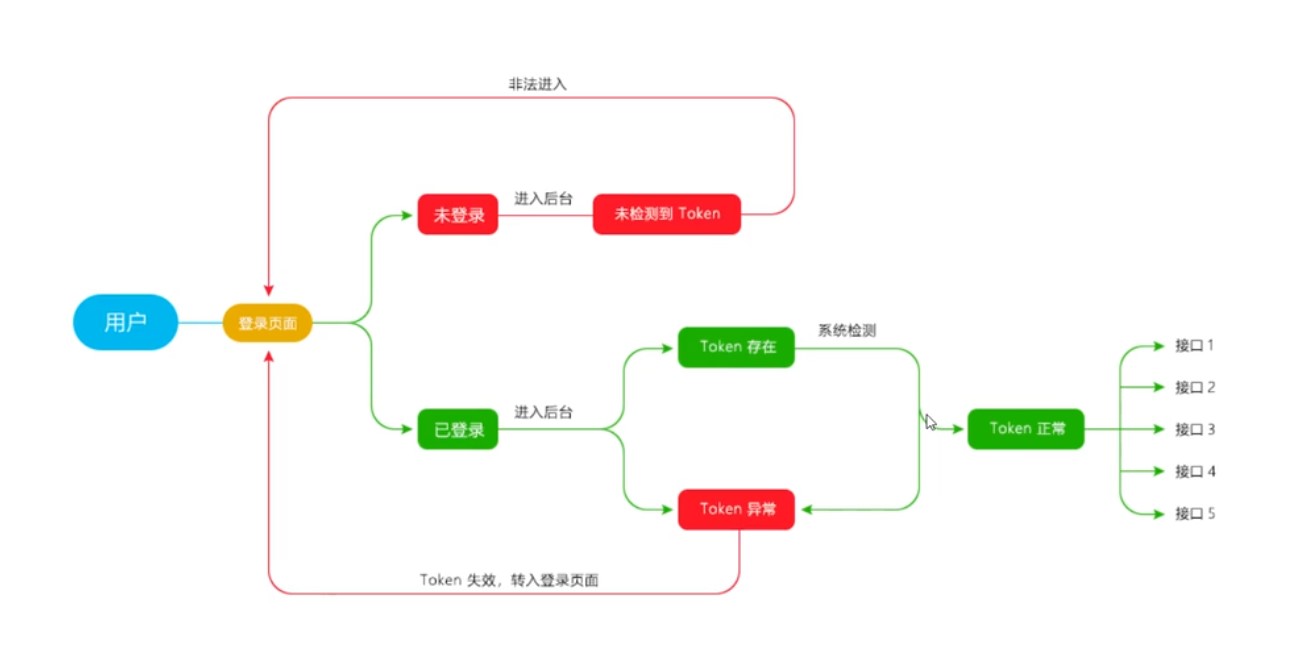 非法进入
未登录
进入后台
未检测到 Token
用户
登录页面
Token 存在
系统检测
已登录
进入后台
Token 正常
接口 1
接口 2
接口 3
接口 4
接口 5
Token 异常
Token 失效，转入登录页面